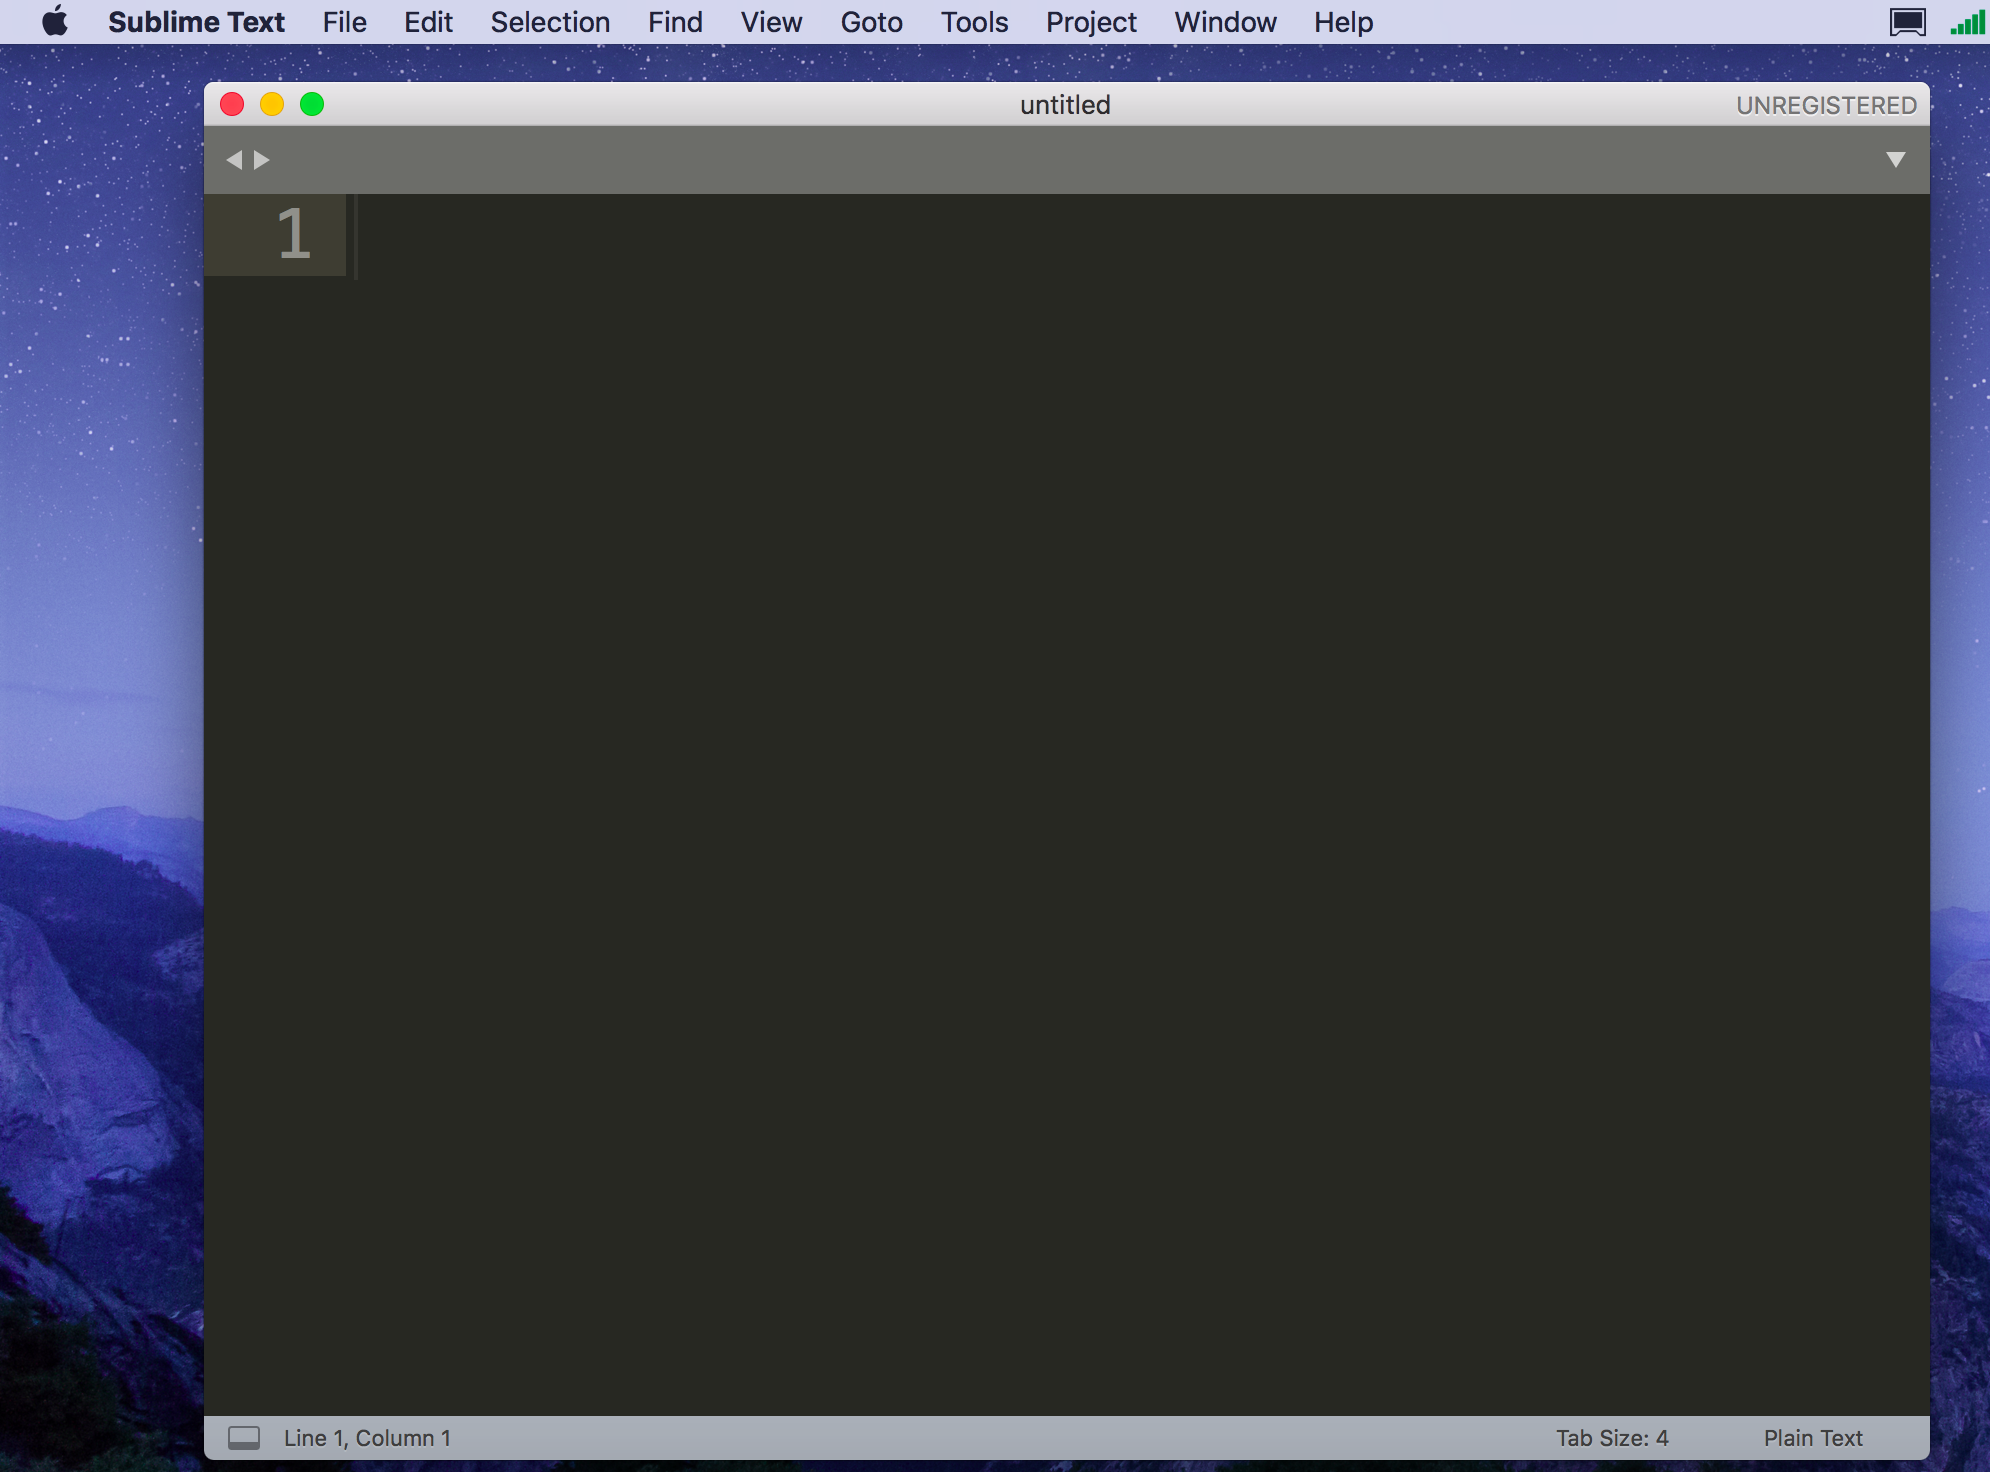 Sublime Text File Edit Selection Find View Goto Tools Project Window Help
untitled UNREGISTERED
1
Line 1, Column 1 Tab Size: 4 Plain Text